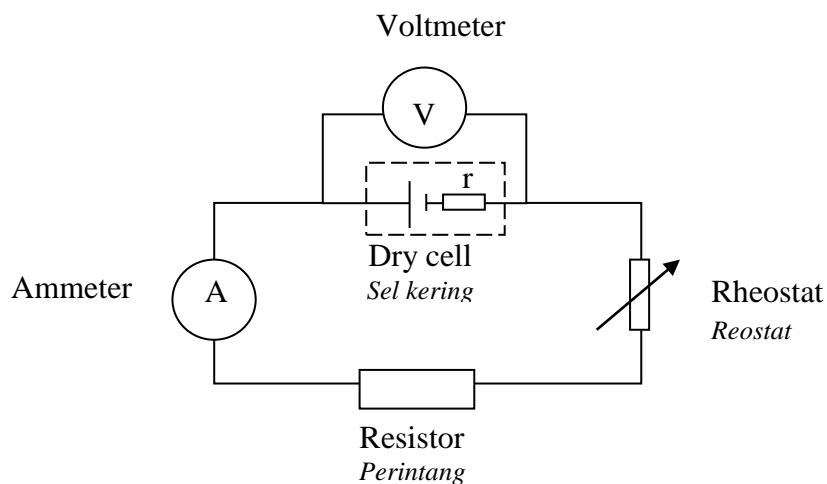 Voltmeter
V
r
Dry cell
Sel kering
Ammeter
A
Rheostat
Reostat
Resistor
Perintang